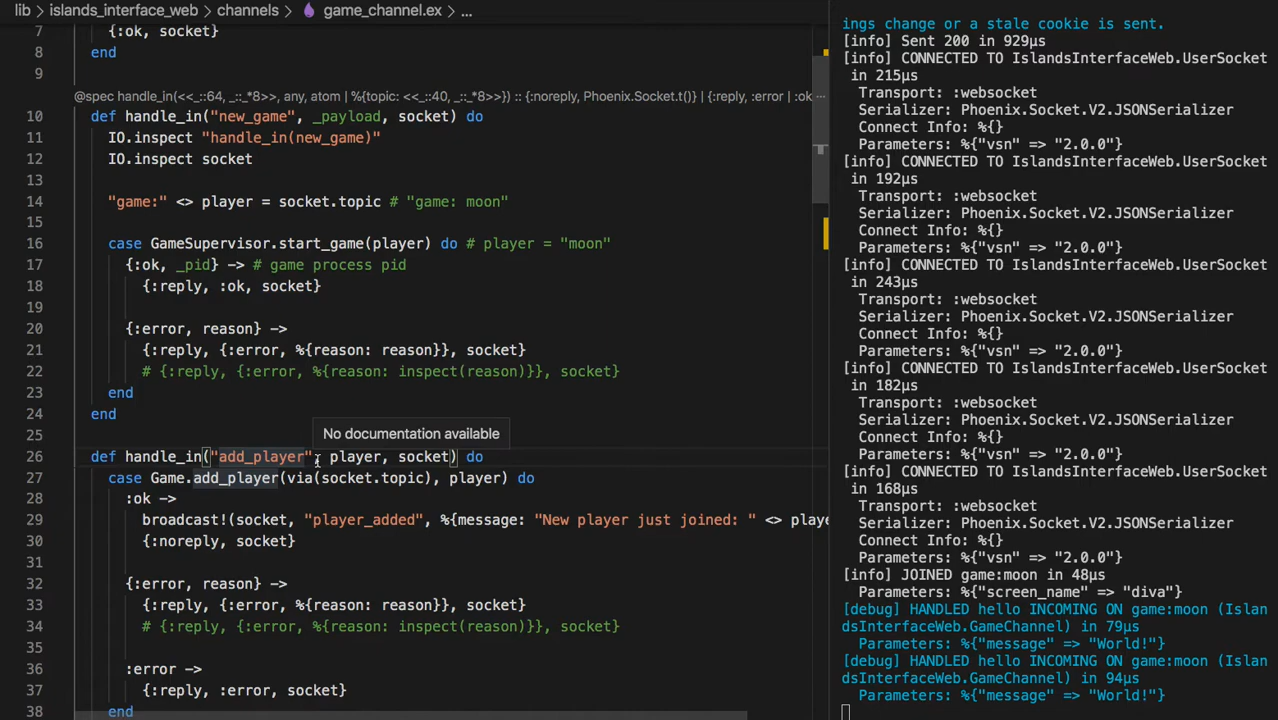 lib > islands_interface_web > channels > game_channel.ex > ...
7 {:ok, socket}
8 end
9
@spec handle_in(<<_::64, _::_*8>>, any, atom | %{topic: <<_::40, _::_*8>>}) :: {:noreply, Phoenix.Socket.t()} | {:reply, :error | :ok ...
10 def handle_in("new_game", _payload, socket) do
11 IO.inspect "handle_in(new_game)"
12 IO.inspect socket
13
14 "game:" <> player = socket.topic # "game: moon"
15
16 case GameSupervisor.start_game(player) do # player = "moon"
17 {:ok, _pid} -> # game process pid
18 {:reply, :ok, socket}
19
20 {:error, reason} ->
21 {:reply, {:error, %{reason: reason}}, socket}
22 # {:reply, {:error, %{reason: inspect(reason)}}, socket}
23 end
24 end
25
No documentation available
26 def handle_in("add_player", player, socket) do
27 case Game.add_player(via(socket.topic), player) do
28 :ok ->
29 broadcast!(socket, "player_added", %{message: "New player just joined: " <> playe
30 {:noreply, socket}
31
32 {:error, reason} ->
33 {:reply, {:error, %{reason: reason}}, socket}
34 # {:reply, {:error, %{reason: inspect(reason)}}, socket}
35
36 :error ->
37 {:reply, :error, socket}
38 end
ings change or a stale cookie is sent.
[info] Sent 200 in 929µs
[info] CONNECTED TO IslandsInterfaceWeb.UserSocket
in 215µs
Transport: :websocket
Serializer: Phoenix.Socket.V2.JSONSerializer
Connect Info: %{}
Parameters: %{"vsn" => "2.0.0"}
[info] CONNECTED TO IslandsInterfaceWeb.UserSocket
in 192µs
Transport: :websocket
Serializer: Phoenix.Socket.V2.JSONSerializer
Connect Info: %{}
Parameters: %{"vsn" => "2.0.0"}
[info] CONNECTED TO IslandsInterfaceWeb.UserSocket
in 243µs
Transport: :websocket
Serializer: Phoenix.Socket.V2.JSONSerializer
Connect Info: %{}
Parameters: %{"vsn" => "2.0.0"}
[info] CONNECTED TO IslandsInterfaceWeb.UserSocket
in 182µs
Transport: :websocket
Serializer: Phoenix.Socket.V2.JSONSerializer
Connect Info: %{}
Parameters: %{"vsn" => "2.0.0"}
[info] CONNECTED TO IslandsInterfaceWeb.UserSocket
in 168µs
Transport: :websocket
Serializer: Phoenix.Socket.V2.JSONSerializer
Connect Info: %{}
Parameters: %{"vsn" => "2.0.0"}
[info] JOINED game:moon in 48µs
Parameters: %{"screen_name" => "diva"}
[debug] HANDLED hello INCOMING ON game:moon (Islan
dsInterfaceWeb.GameChannel) in 79µs
Parameters: %{"message" => "World!"}
[debug] HANDLED hello INCOMING ON game:moon (Islan
dsInterfaceWeb.GameChannel) in 94µs
Parameters: %{"message" => "World!"}